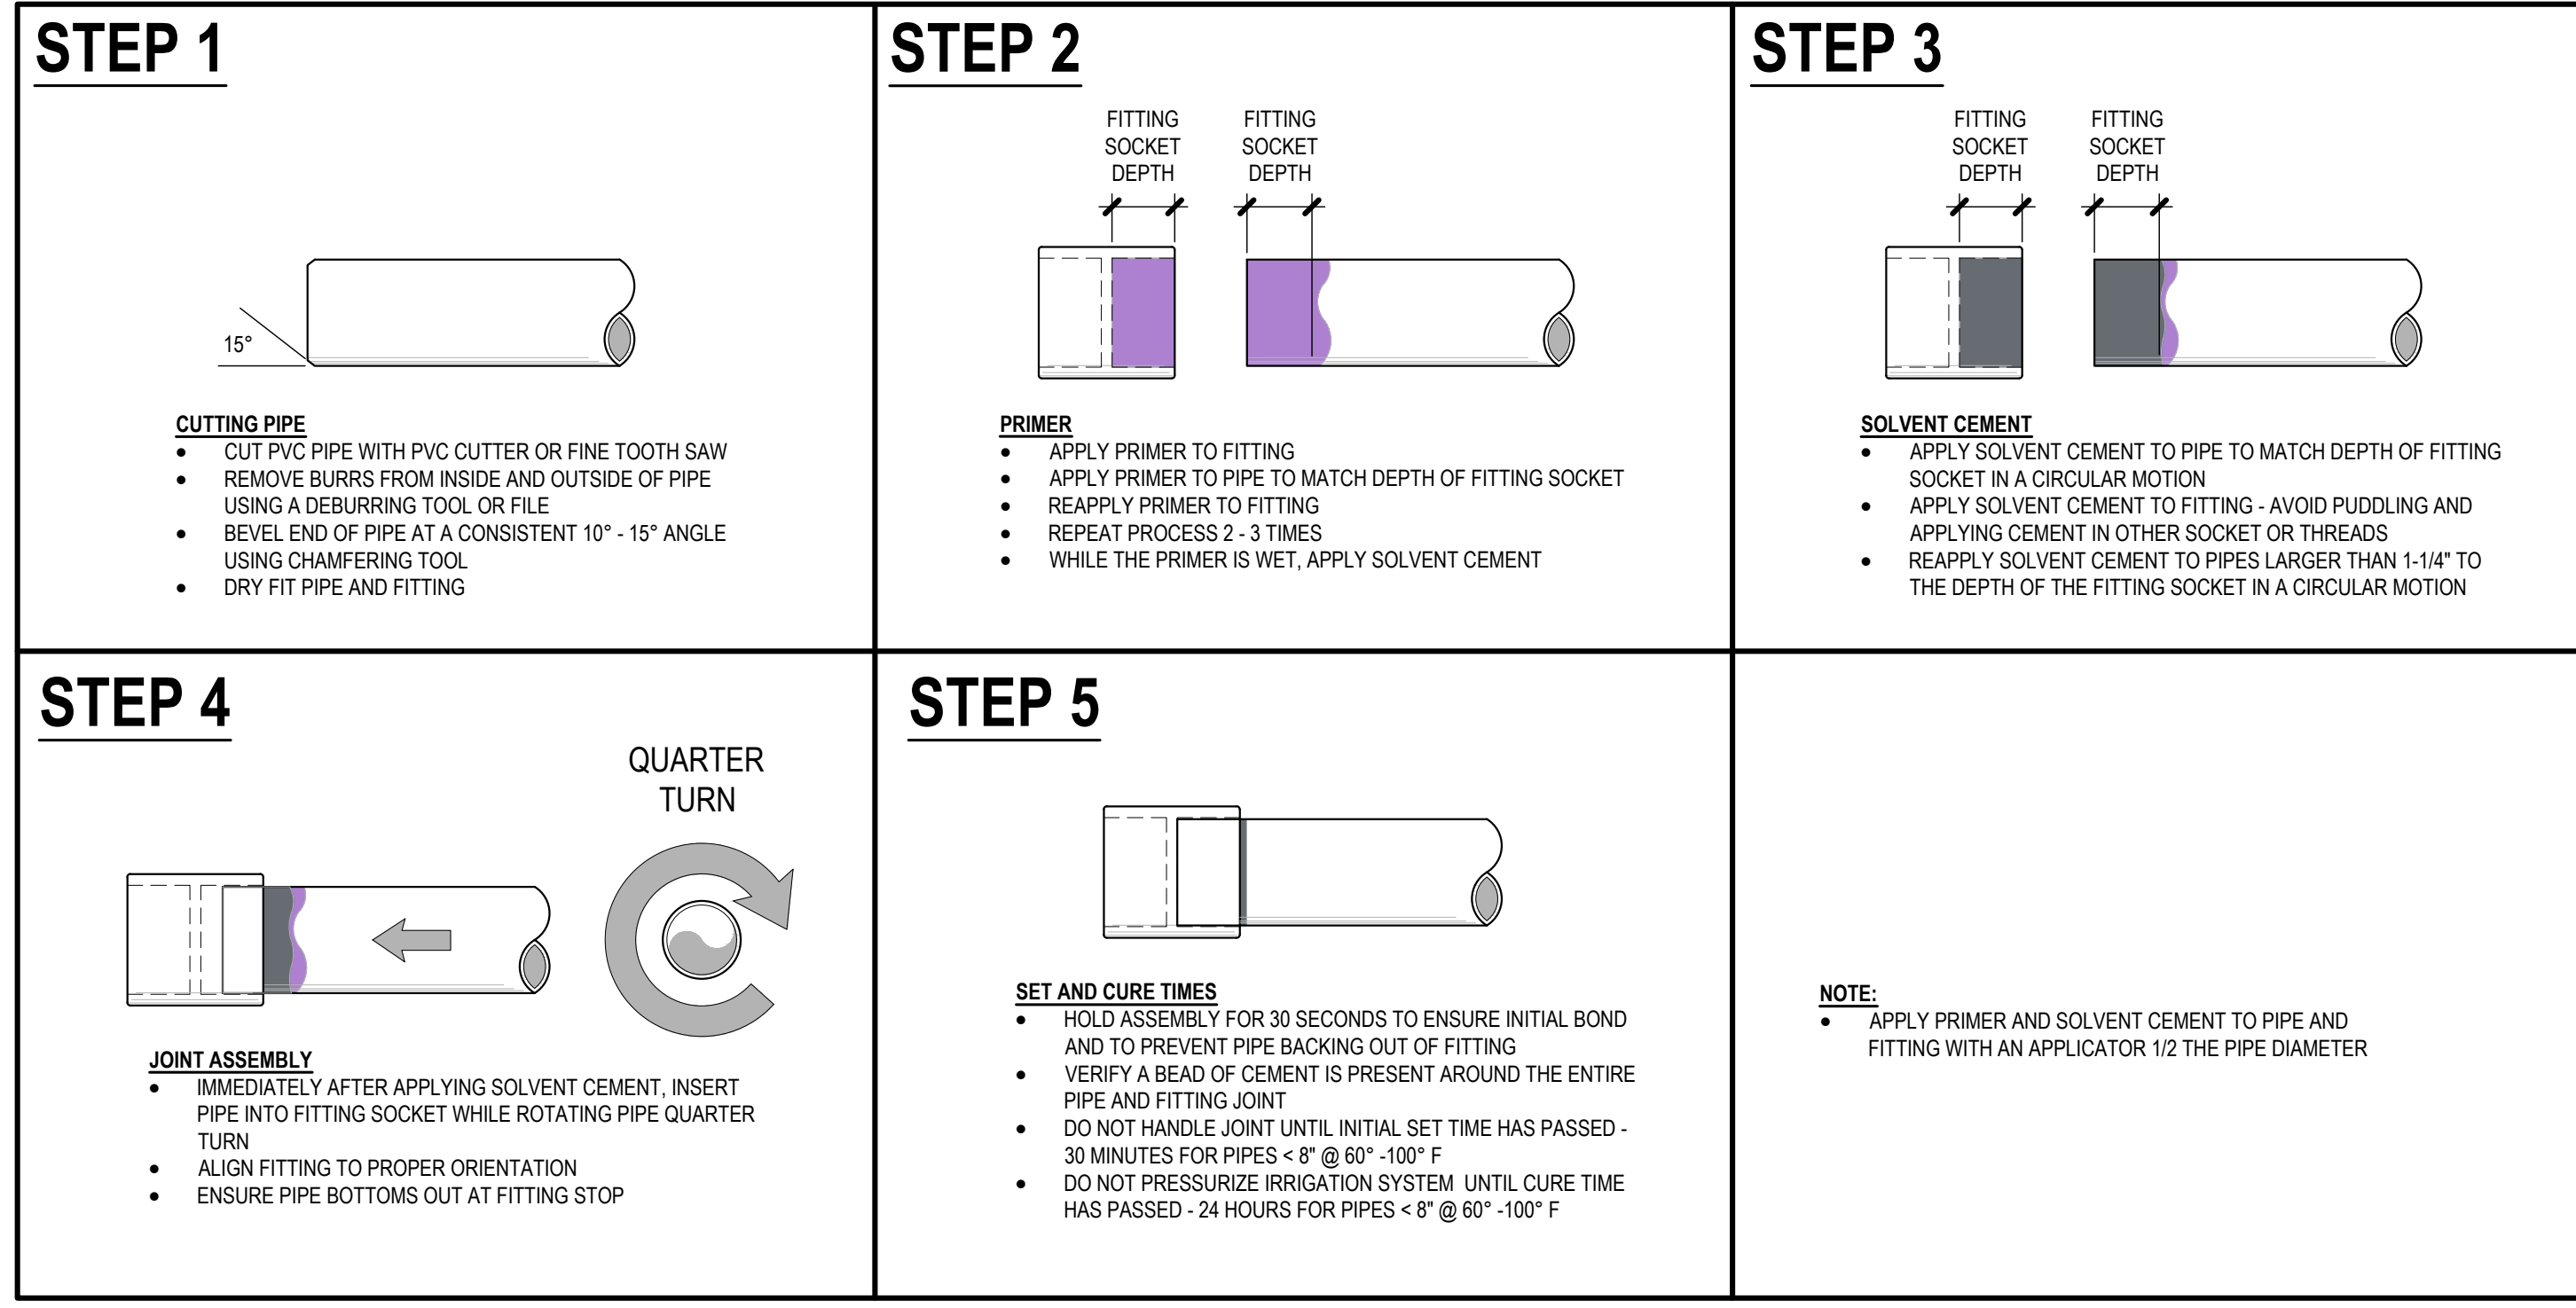 STEP 1
15°
CUTTING PIPE
• CUT PVC PIPE WITH PVC CUTTER OR FINE TOOTH SAW
• REMOVE BURRS FROM INSIDE AND OUTSIDE OF PIPE
USING A DEBURRING TOOL OR FILE
• BEVEL END OF PIPE AT A CONSISTENT 10° - 15° ANGLE
USING CHAMFERING TOOL
• DRY FIT PIPE AND FITTING
STEP 2
FITTING
SOCKET
DEPTH
FITTING
SOCKET
DEPTH
PRIMER
• APPLY PRIMER TO FITTING
• APPLY PRIMER TO PIPE TO MATCH DEPTH OF FITTING SOCKET
• REAPPLY PRIMER TO FITTING
• REPEAT PROCESS 2 - 3 TIMES
• WHILE THE PRIMER IS WET, APPLY SOLVENT CEMENT
STEP 3
FITTING
SOCKET
DEPTH
FITTING
SOCKET
DEPTH
SOLVENT CEMENT
• APPLY SOLVENT CEMENT TO PIPE TO MATCH DEPTH OF FITTING
SOCKET IN A CIRCULAR MOTION
• APPLY SOLVENT CEMENT TO FITTING - AVOID PUDDLING AND
APPLYING CEMENT IN OTHER SOCKET OR THREADS
• REAPPLY SOLVENT CEMENT TO PIPES LARGER THAN 1-1/4" TO
THE DEPTH OF THE FITTING SOCKET IN A CIRCULAR MOTION
STEP 4
QUARTER
TURN
JOINT ASSEMBLY
• IMMEDIATELY AFTER APPLYING SOLVENT CEMENT, INSERT
PIPE INTO FITTING SOCKET WHILE ROTATING PIPE QUARTER
TURN
• ALIGN FITTING TO PROPER ORIENTATION
• ENSURE PIPE BOTTOMS OUT AT FITTING STOP
STEP 5
SET AND CURE TIMES
• HOLD ASSEMBLY FOR 30 SECONDS TO ENSURE INITIAL BOND
AND TO PREVENT PIPE BACKING OUT OF FITTING
• VERIFY A BEAD OF CEMENT IS PRESENT AROUND THE ENTIRE
PIPE AND FITTING JOINT
• DO NOT HANDLE JOINT UNTIL INITIAL SET TIME HAS PASSED -
30 MINUTES FOR PIPES < 8" @ 60° -100° F
• DO NOT PRESSURIZE IRRIGATION SYSTEM UNTIL CURE TIME
HAS PASSED - 24 HOURS FOR PIPES < 8" @ 60° -100° F
NOTE:
• APPLY PRIMER AND SOLVENT CEMENT TO PIPE AND
FITTING WITH AN APPLICATOR 1/2 THE PIPE DIAMETER